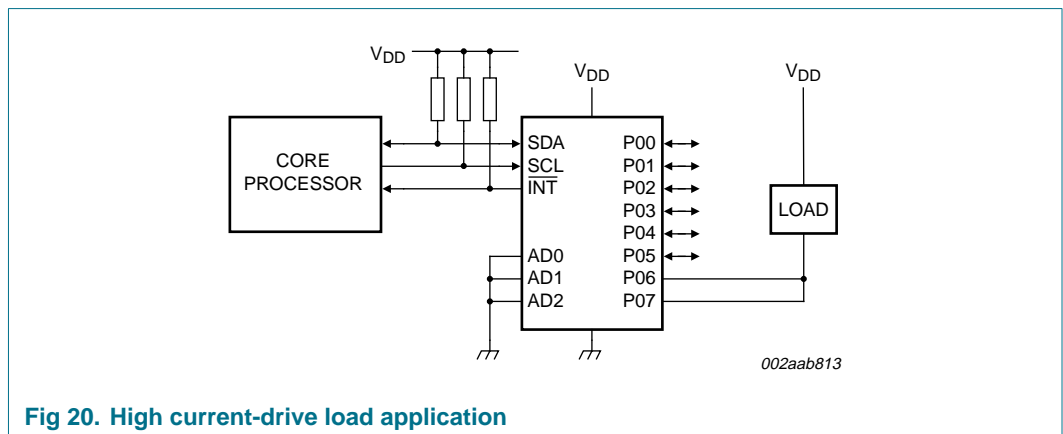 VDD
VDD
VDD
CORE
PROCESSOR
SDA
SCL
INT
AD0
AD1
AD2
P00
P01
P02
P03
P04
P05
P06
P07
LOAD
002aab813
Fig 20. High current-drive load application